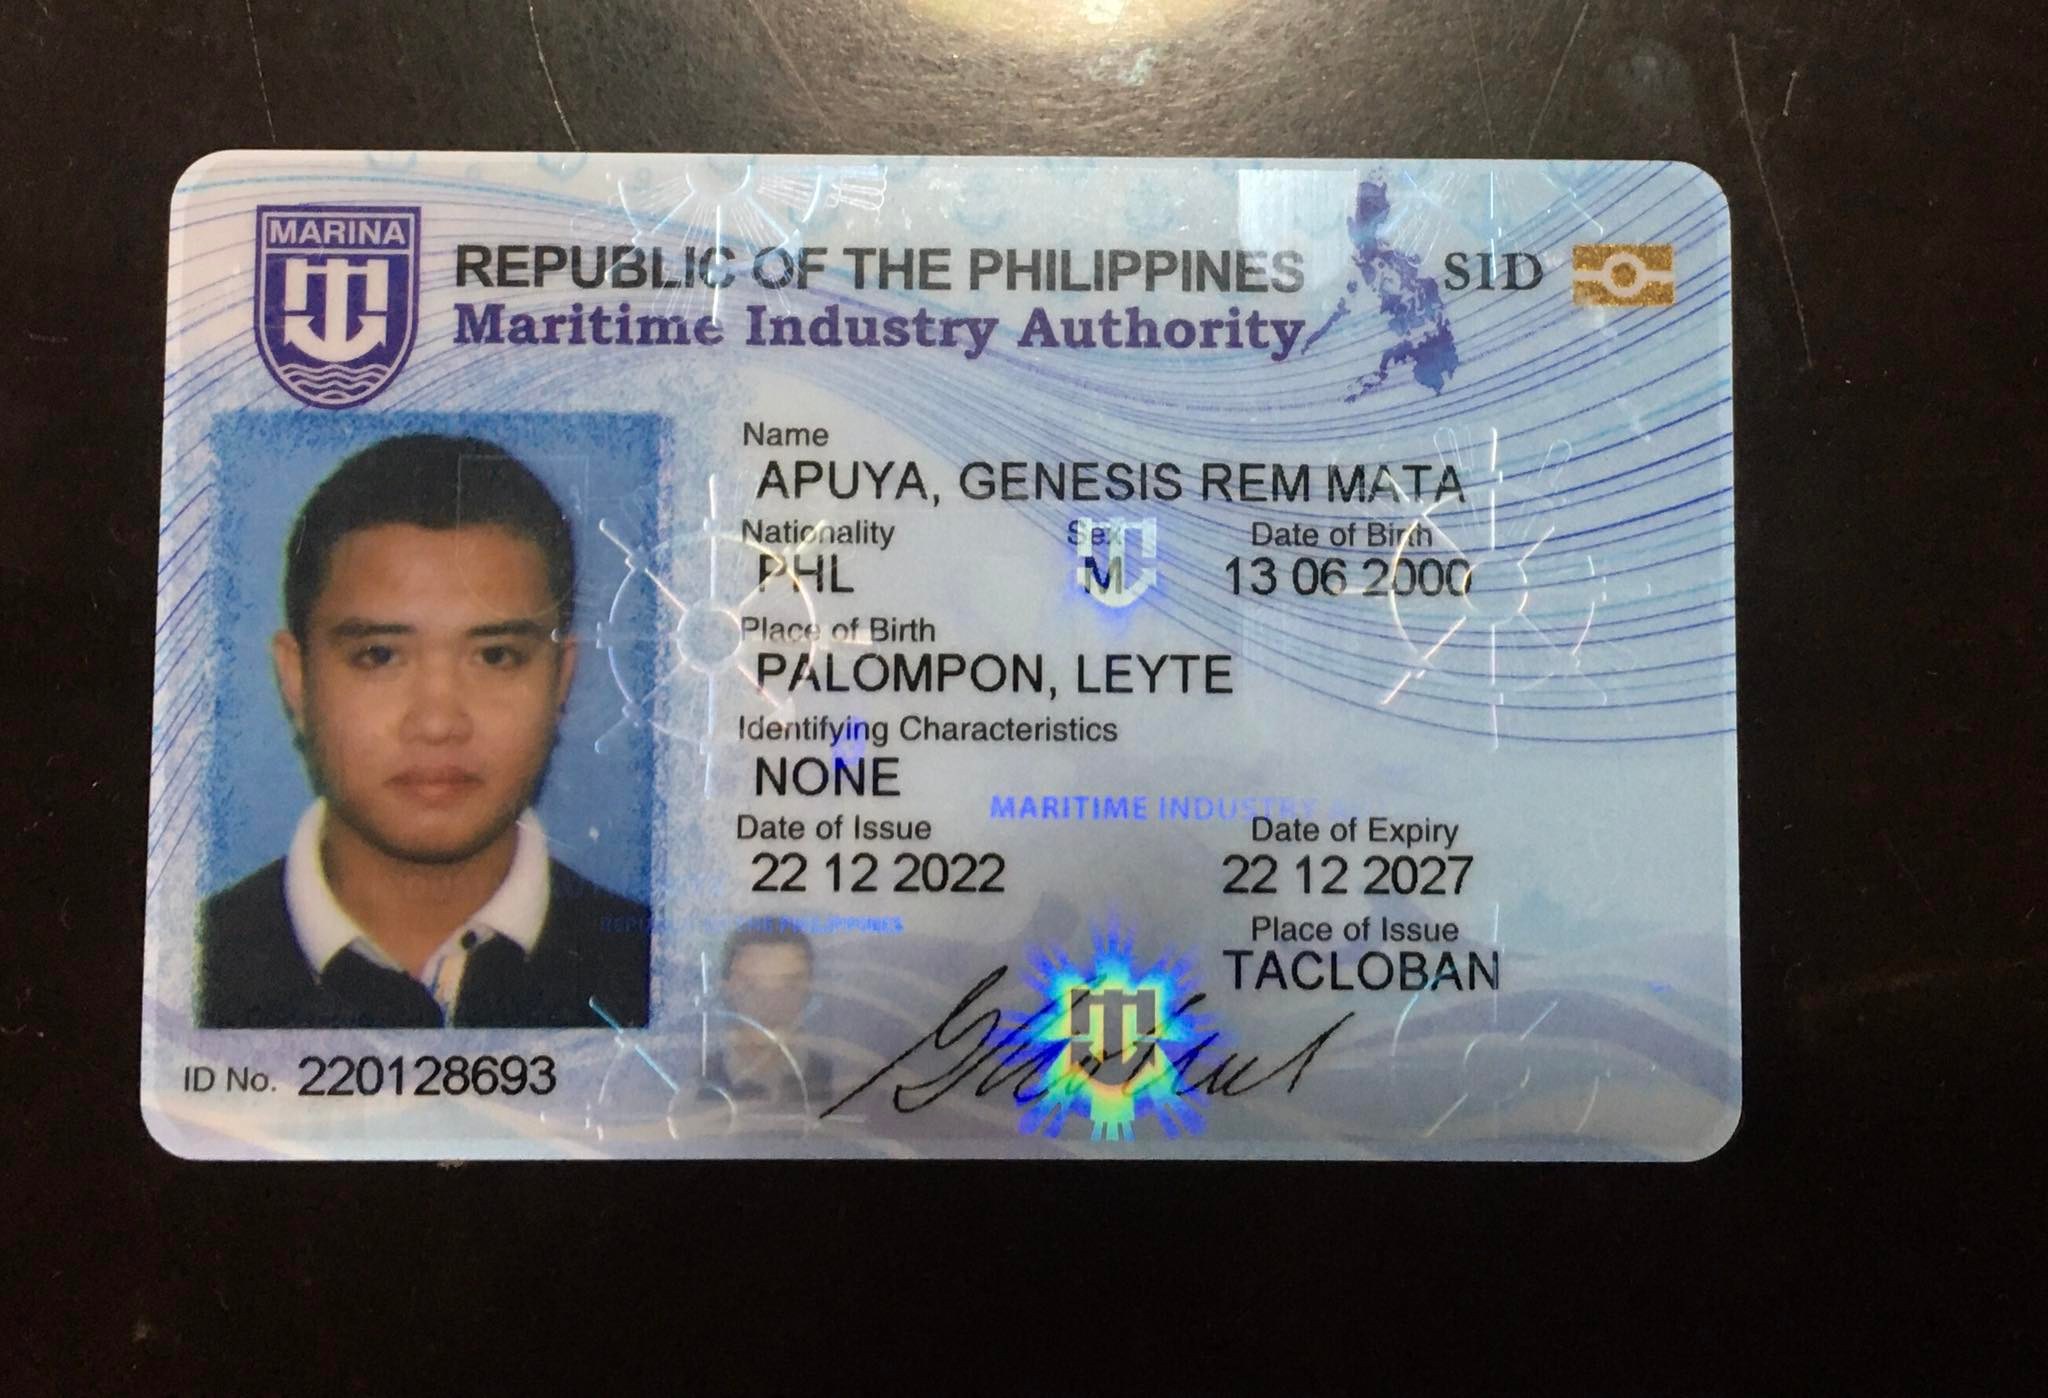 MARINA
REPUBLIC OF THE PHILIPPINES
Maritime Industry Authority
SID
Name
APUYA, GENESIS REM MATA
Nationality Sex Date of Birth
PHL M 13 06 2000
Place of Birth
PALOMPON, LEYTE
Identifying Characteristics
NONE
MARITIME INDUSTRY
Date of Issue Date of Expiry
22 12 2022 22 12 2027
REPUBLIC OF THE PHILIPPINES
Place of Issue
TACLOBAN
ID No. 220128693